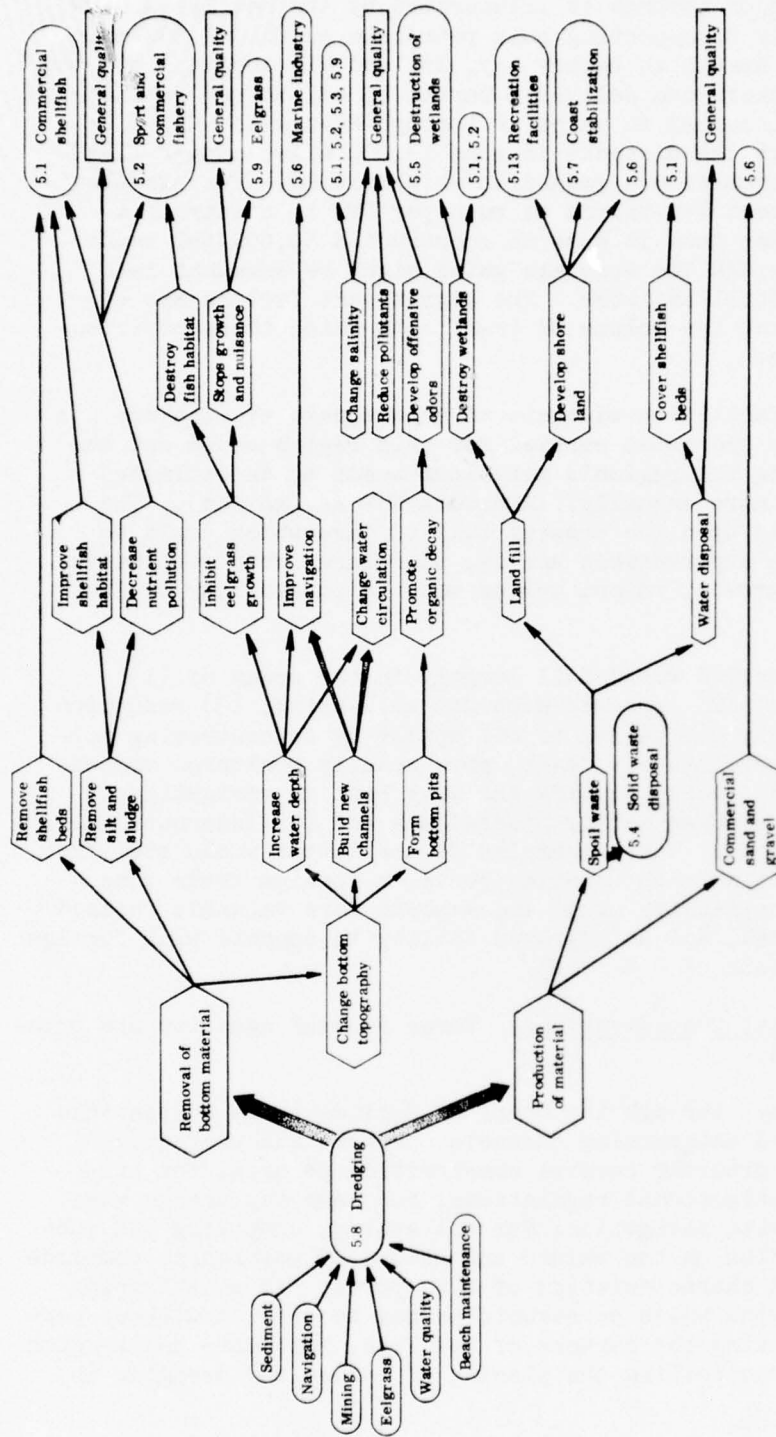 Sediment
Navigation
Mining
Eelgrass
Water quality
Beach maintenance
5.8 Dredging
Removal of
bottom material
Change bottom
topography
Production
of material
Remove
shellfish
beds
Remove
silt and
sludge
Increase
water depth
Build new
channels
Form
bottom pits
Spoil waste
5.4 Solid waste
disposal
Commercial
sand and
gravel
Improve
shellfish
habitat
Decrease
nutrient
pollution
Inhibit
eelgrass
growth
Improve
navigation
Change water
circulation
Promote
organic decay
Land fill
Water disposal
Destroy
fish habitat
Stops growth
and nuisance
Change salinity
Reduce pollutants
Develop offensive
odors
Destroy wetlands
Develop shore
land
Cover shellfish
beds
5.1 Commercial
shellfish
General quality
5.2 Sport and
commercial
fishery
General quality
5.9 Eelgrass
5.6 Marine industry
5.1, 5.2, 5.3, 5.9
General quality
5.5 Destruction of
wetlands
5.1, 5.2
5.13 Recreation
facilities
5.7 Coast
stabilization
5.6
5.1
General quality
5.6